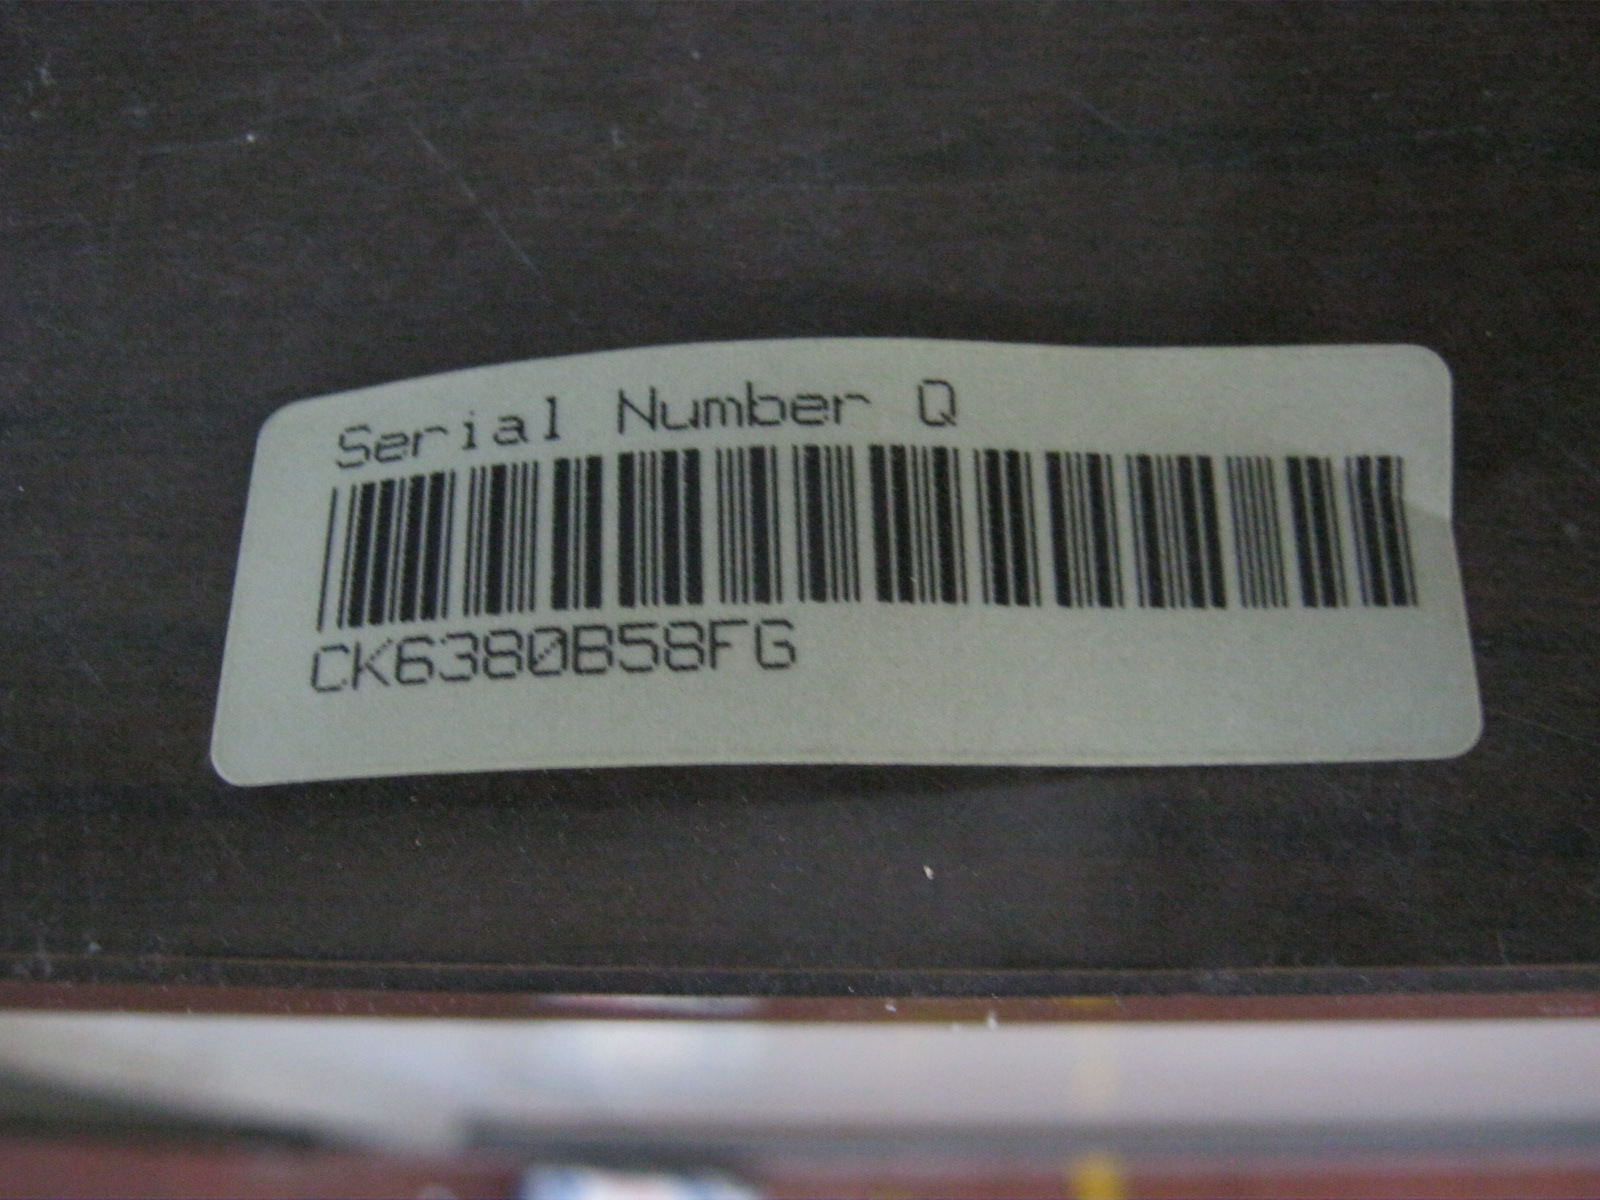 Serial Number Q
CK6380B58FG